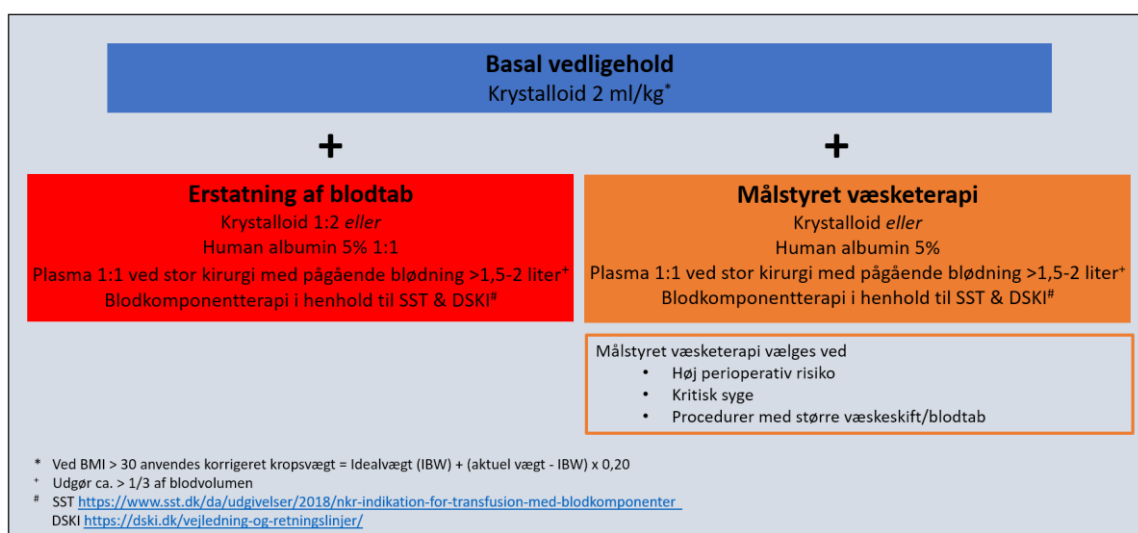 Basal vedligehold
Krystalloid 2 ml/kg*
+
+
Erstatning af blodtab
Krystalloid 1:2 eller
Human albumin 5% 1:1
Plasma 1:1 ved stor kirurgi med pågående blødning >1,5-2 liter+
Blodkomponentterapi i henhold til SST & DSKI#
Målstyret væsketerapi
Krystalloid eller
Human albumin 5%
Plasma 1:1 ved stor kirurgi med pågående blødning >1,5-2 liter+
Blodkomponentterapi i henhold til SST & DSKI#
Målstyret væsketerapi vælges ved
• Høj perioperativ risiko
• Kritisk syge
• Procedurer med større væskeskift/blodtab
* Ved BMI > 30 anvendes korrigeret kropsvægt = Idealvægt (IBW) + (aktuel vægt - IBW) x 0,20
+ Udgør ca. > 1/3 af blodvolumen
# SST https://www.sst.dk/da/udgivelser/2018/nkr-indikation-for-transfusion-med-blodkomponenter
DSKI https://dski.dk/vejledning-og-retningslinjer/